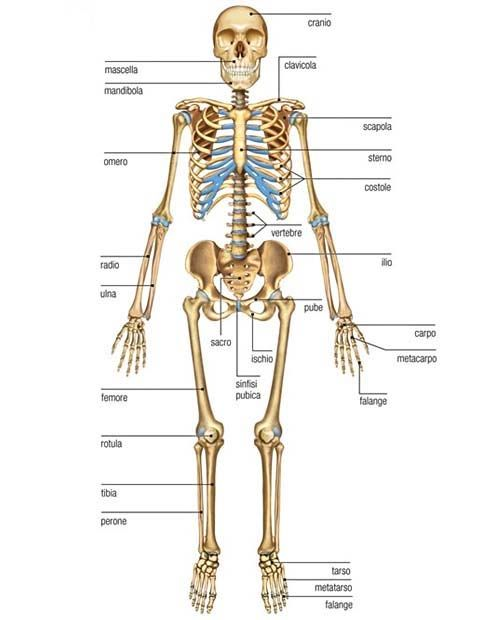 cranio
mascella
clavicola
mandibola
scapola
omero
sterno
costole
vertebre
radio
ilio
ulna
pube
carpo
sacro
metacarpo
ischio
sinfisi
pubica
femore
falange
rotula
tibia
perone
tarso
metatarso
falange